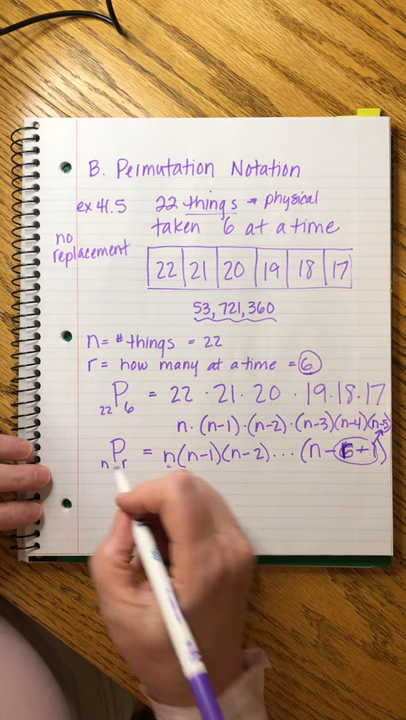 B. Permutation Notation
ex 41.5 22 things → physical
taken 6 at a time
no replacement
22 21 20 19 18 17
53,721,360
n = # things = 22
r = how many at a time = 6
₂₂P₆ = 22 · 21 · 20 · 19 · 18 · 17
n · (n-1) · (n-2) · (n-3)(n-4)(n-5)
ₙPᵣ = n(n-1)(n-2)...(n-r+1)